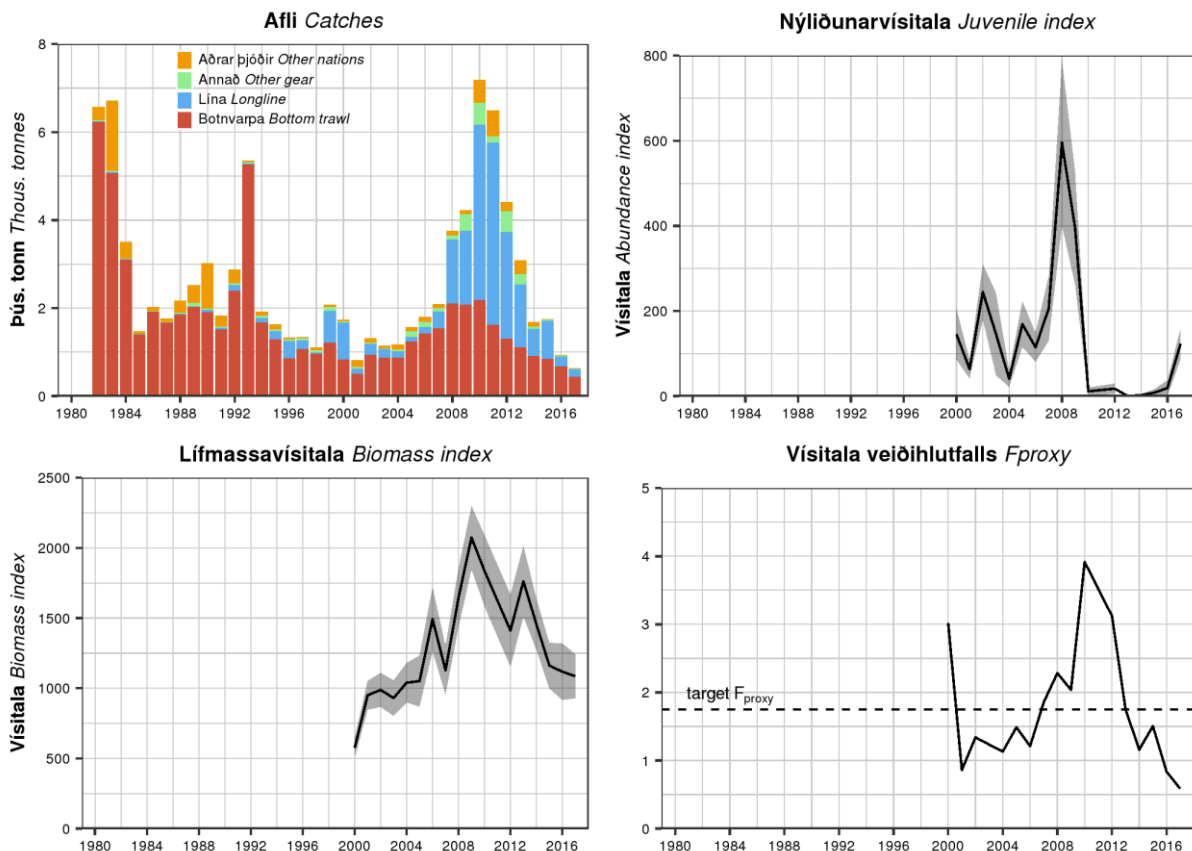 Afli Catches
Þús. tonn Thous. tonnes
8
6
4
2
0
Aðrar þjóðir Other nations
Annað Other gear
Lína Longline
Botnvarpa Bottom trawl
1980 1984 1988 1992 1996 2000 2004 2008 2012 2016
Nýliðunarvísitala Juvenile index
Vísitala Abundance index
800
600
400
200
0
1980 1984 1988 1992 1996 2000 2004 2008 2012 2016
Lífmassavísitala Biomass index
Vísitala Biomass index
2500
2000
1500
1000
500
0
1980 1984 1988 1992 1996 2000 2004 2008 2012 2016
Vísitala veiðihlutfalls Fproxy
5
4
3
2
1
0
target Fproxy
1980 1984 1988 1992 1996 2000 2004 2008 2012 2016